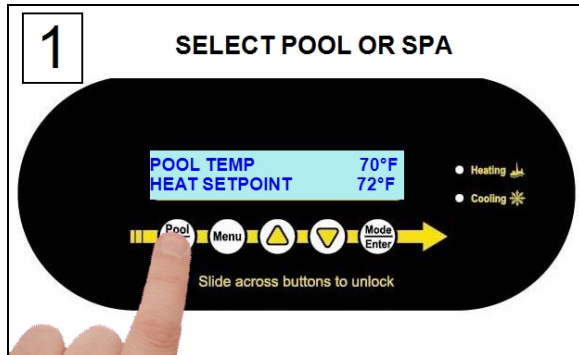 1
SELECT POOL OR SPA
POOL TEMP 70°F
HEAT SETPOINT 72°F
Heating
Cooling
Pool
Menu
Mode
Enter
Slide across buttons to unlock